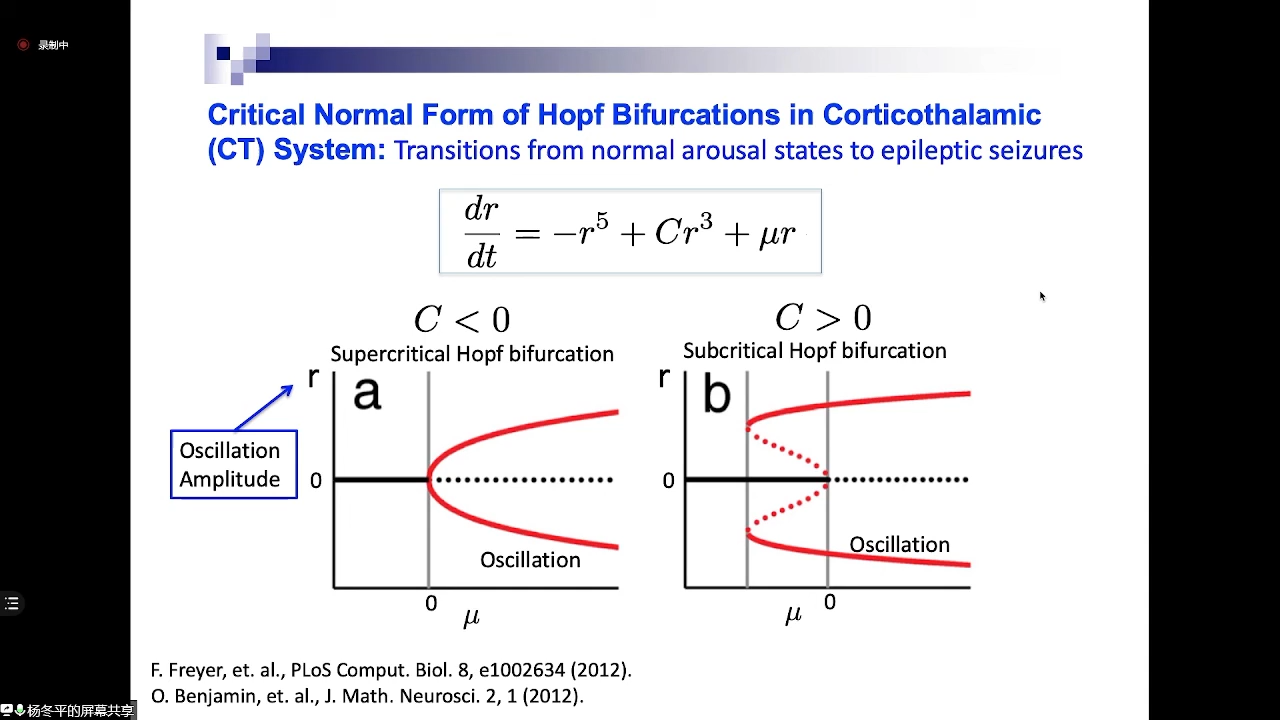 录制中
Critical Normal Form of Hopf Bifurcations in Corticothalamic
(CT) System: Transitions from normal arousal states to epileptic seizures
dr/dt = −r⁵ + Cr³ + μr
C < 0
Supercritical Hopf bifurcation
C > 0
Subcritical Hopf bifurcation
r
a
r
b
Oscillation
Amplitude
0
0
Oscillation
Oscillation
0
μ
μ
0
F. Freyer, et. al., PLoS Comput. Biol. 8, e1002634 (2012).
O. Benjamin, et. al., J. Math. Neurosci. 2, 1 (2012).
杨冬平的屏幕共享